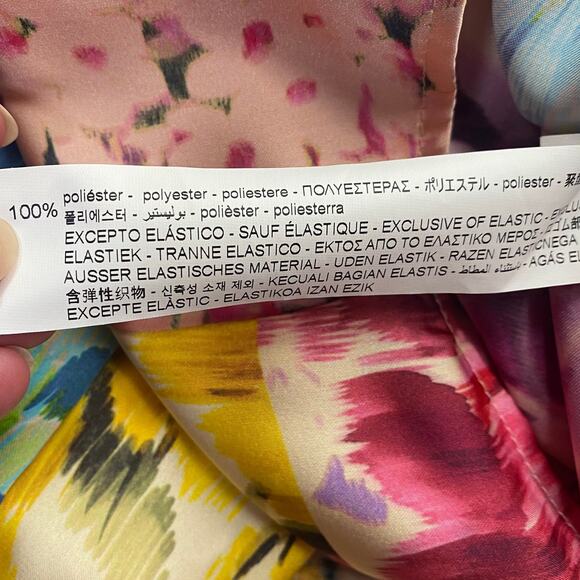 100% poliéster - polyester - poliestere - ΠΟΛΥΕΣΤΕΡΑΣ - ポリエステル - poliester -
폴리에스터 - بوليستير - polièster - poliesterra
EXCEPTO ELÁSTICO - SAUF ÉLASTIQUE - EXCLUSIVE OF ELASTIC -
ELASTIEK - TRANNE ELASTICO - ΕΚΤΟΣ ΑΠΟ ΤΟ ΕΛΑΣΤΙΚΟ ΜΕΡΟΣ -
AUSSER ELASTISCHES MATERIAL - UDEN ELASTIK - RAZEN ELASTIČNEGA
含弹性织物 - 신축성 소재 제외 - KECUALI BAGIAN ELASTIS - باستثناء المطاط - AGAS
EXCEPTE ELÀSTIC - ELASTIKOA IZAN EZIK